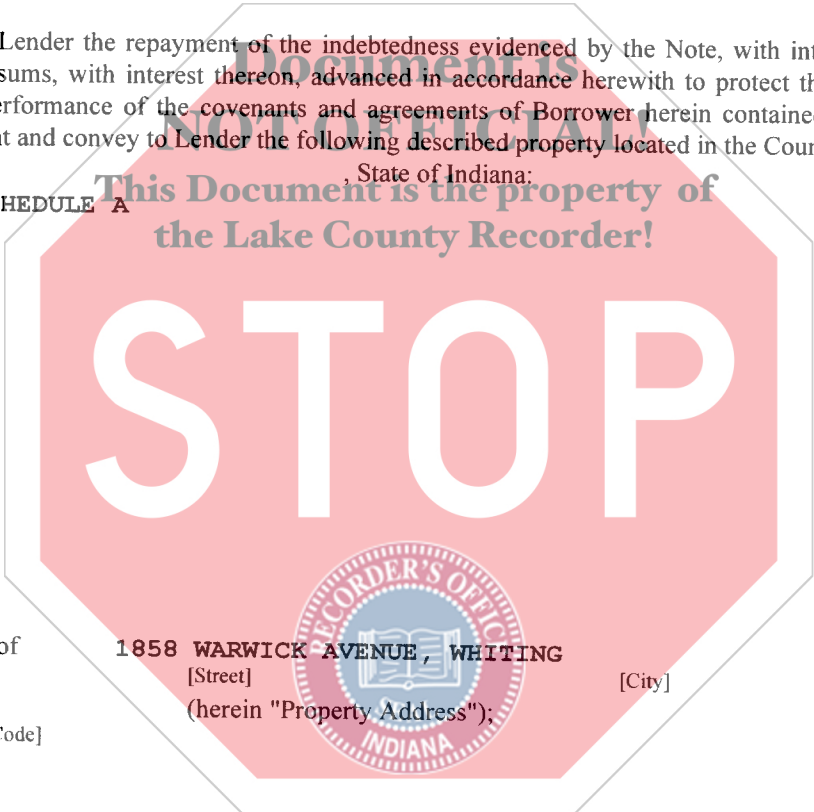 Lender the repayment of the indebtedness evidenced by the Note, with int
sums, with interest thereon, advanced in accordance herewith to protect th
erformance of the covenants and agreements of Borrower herein containe
t and convey to Lender the following described property located in the Coun
, State of Indiana:
HEDULE A
Document is
NOT OFFICIAL!
This Document is the property of
the Lake County Recorder!
STOP
RECORDER'S OFFICE
INDIANA
of 1858 WARWICK AVENUE, WHITING
[Street] [City]
(herein "Property Address");
Code]